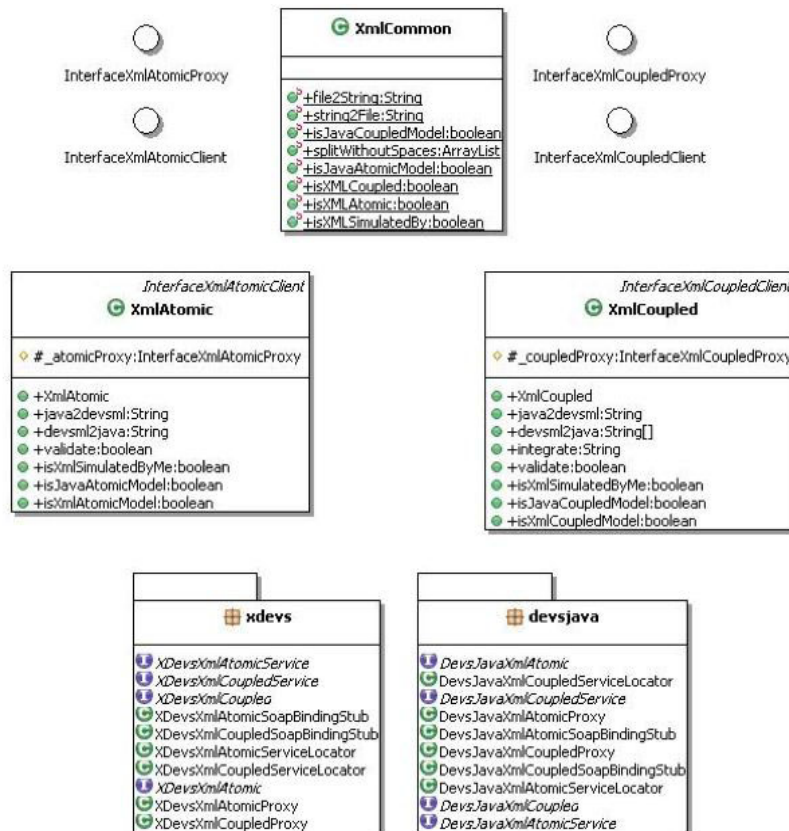 InterfaceXmlAtomicProxy
InterfaceXmlAtomicClient
XmlCommon
+file2String:String
+string2File:String
+isJavaCoupledModel:boolean
+splitWithoutSpaces:ArrayList
+isJavaAtomicModel:boolean
+isXMLCoupled:boolean
+isXMLAtomic:boolean
+isXMLSimulatedBy:boolean
InterfaceXmlCoupledProxy
InterfaceXmlCoupledClient
InterfaceXmlAtomicClient
XmlAtomic
#_atomicProxy:InterfaceXmlAtomicProxy
+XmlAtomic
+java2devsml:String
+devsml2java:String
+validate:boolean
+isXmlSimulatedByMe:boolean
+isJavaAtomicModel:boolean
+isXmlAtomicModel:boolean
InterfaceXmlCoupledClient
XmlCoupled
#_coupledProxy:InterfaceXmlCoupledProxy
+XmlCoupled
+java2devsml:String
+devsml2java:String[]
+integrate:String
+validate:boolean
+isXmlSimulatedByMe:boolean
+isJavaCoupledModel:boolean
+isXmlCoupledModel:boolean
xdevs
XDevsXmlAtomicService
XDevsXmlCoupledService
XDevsXmlCoupled
XDevsXmlAtomicSoapBindingStub
XDevsXmlCoupledSoapBindingStub
XDevsXmlAtomicServiceLocator
XDevsXmlCoupledServiceLocator
XDevsXmlAtomic
XDevsXmlAtomicProxy
XDevsXmlCoupledProxy
devsjava
DevsJavaXmlAtomic
DevsJavaXmlCoupledServiceLocator
DevsJavaXmlCoupledService
DevsJavaXmlAtomicProxy
DevsJavaXmlAtomicSoapBindingStub
DevsJavaXmlCoupledProxy
DevsJavaXmlCoupledSoapBindingStub
DevsJavaXmlAtomicServiceLocator
DevsJavaXmlCoupled
DevsJavaXmlAtomicService